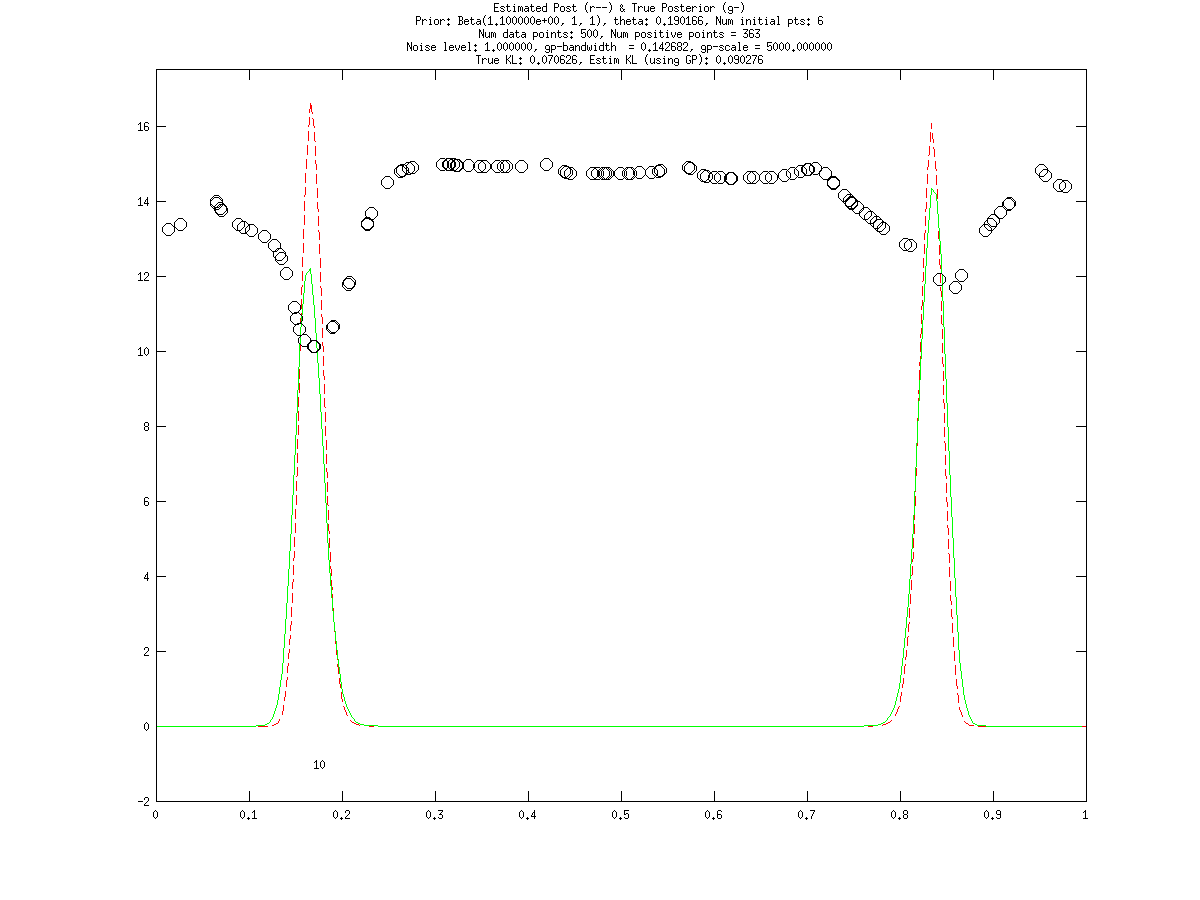 Estimated Post (r--) & True Posterior (g-)
Prior: Beta(1.100000e+00, 1, 1), theta: 0.190166, Num initial pts: 6
Num data points: 500, Num positive points = 363
Noise level: 1.000000, gp-bandwidth  = 0.142682, gp-scale = 5000.000000
True KL: 0.070626, Estim KL (using GP): 0.090276
16
14
12
10
8
6
4
2
0
10
-2
0 0.1 0.2 0.3 0.4 0.5 0.6 0.7 0.8 0.9 1